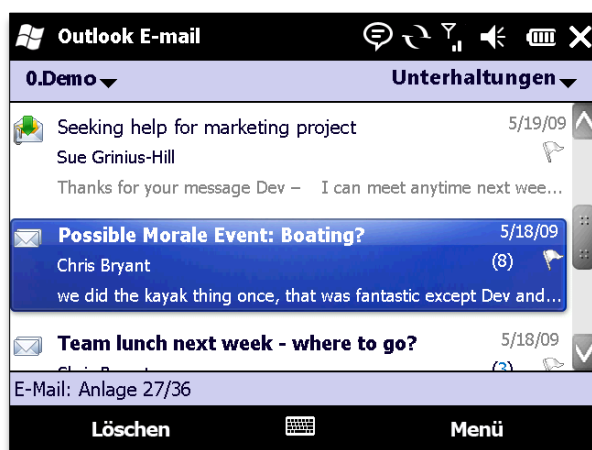 Outlook E-mail
0.Demo Unterhaltungen
Seeking help for marketing project 5/19/09
Sue Grinius-Hill
Thanks for your message Dev – I can meet anytime next wee...
Possible Morale Event: Boating? 5/18/09
Chris Bryant (8)
we did the kayak thing once, that was fantastic except Dev and...
Team lunch next week - where to go? 5/18/09
(3)
E-Mail: Anlage 27/36
Löschen Menü